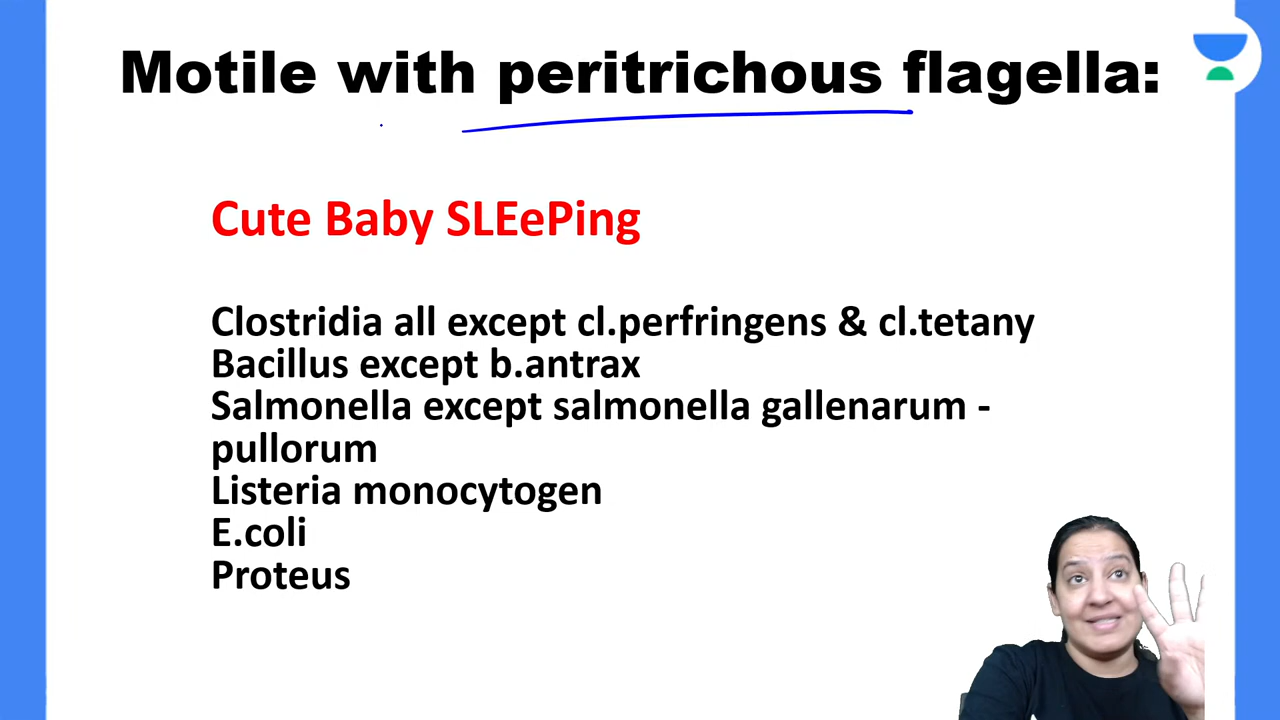 Motile with peritrichous flagella:
Cute Baby SLEePing
Clostridia all except cl.perfringens & cl.tetany
Bacillus except b.antrax
Salmonella except salmonella gallenarum -
pullorum
Listeria monocytogen
E.coli
Proteus